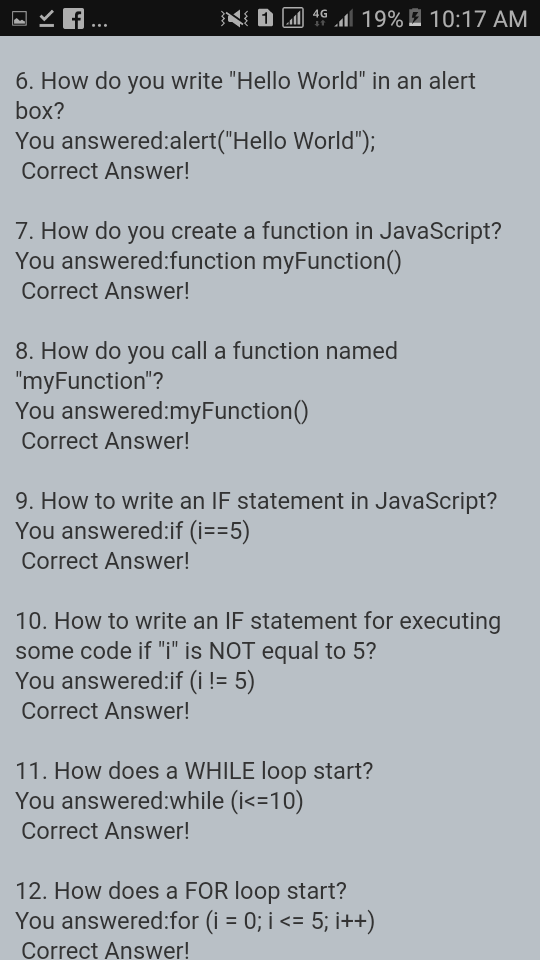 ... 1 4G 19% 10:17 AM
6. How do you write "Hello World" in an alert
box?
You answered:alert("Hello World");
Correct Answer!
7. How do you create a function in JavaScript?
You answered:function myFunction()
Correct Answer!
8. How do you call a function named
"myFunction"?
You answered:myFunction()
Correct Answer!
9. How to write an IF statement in JavaScript?
You answered:if (i==5)
Correct Answer!
10. How to write an IF statement for executing
some code if "i" is NOT equal to 5?
You answered:if (i != 5)
Correct Answer!
11. How does a WHILE loop start?
You answered:while (i<=10)
Correct Answer!
12. How does a FOR loop start?
You answered:for (i = 0; i <= 5; i++)
Correct Answer!